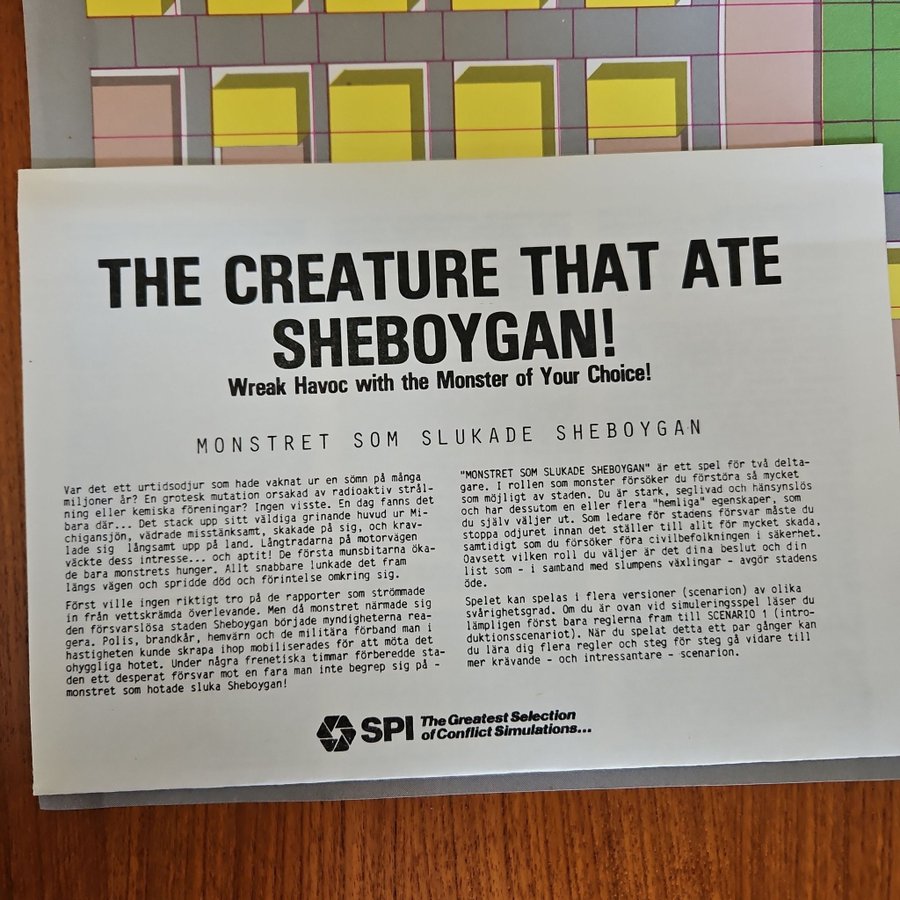 THE CREATURE THAT ATE
SHEBOYGAN!
Wreak Havoc with the Monster of Your Choice!
MONSTRET SOM SLUKADE SHEBOYGAN
Var det ett urtidsodjur som hade vaknat ur en sömn på många
miljoner år? En grotesk mutation orsakad av radioaktiv strål-
ning eller kemiska föreningar? Ingen visste. En dag fanns det
bara där... Det stack upp sitt väldiga grinande huvud ur Mi-
chigansjön, vädrade misstänksamt, skakade på sig, och krav-
lade sig långsamt upp på land. Långtradarna på motorvägen
väckte dess intresse... och aptit! De första munsbitarna öka-
de bara monstrets hunger. Allt snabbare lunkade det fram
längs vägen och spridde död och förintelse omkring sig.
Först ville ingen riktigt tro på de rapporter som strömmade
in från vettskrämda överlevande. Men då monstret närmade sig
den försvarslösa staden Sheboygan började myndigheterna rea-
gera. Polis, brandkår, hemvärn och de militära förband man i
hastigheten kunde skrapa ihop mobiliserades för att möta det
ohyggliga hotet. Under några frenetiska timmar förberedde sta-
den ett desperat försvar mot en fara man inte begrep sig på -
monstret som hotade sluka Sheboygan!
"MONSTRET SOM SLUKADE SHEBOYGAN" är ett spel för två delta-
gare. I rollen som monster försöker du förstöra så mycket
som möjligt av staden. Du är stark, seglivad och hänsynslös
och har dessutom en eller flera "hemliga" egenskaper, som
du själv väljer ut. Som ledare för stadens försvar måste du
stoppa odjuret innan det ställer till allt för mycket skada,
samtidigt som du försöker föra civilbefolkningen i säkerhet.
Oavsett vilken roll du väljer är det dina beslut och din
list som - i samband med slumpens växlingar - avgör stadens
öde.
Spelet kan spelas i flera versioner (scenarion) av olika
svårighetsgrad. Om du är ovan vid simuleringsspel läser du
lämpligen först bara reglerna fram till SCENARIO 1 (intro-
duktionsscenariot). När du spelat detta ett par gånger kan
du lära dig flera regler och steg för steg gå vidare till
mer krävande - och intressantare - scenarion.
SPI The Greatest Selection
of Conflict Simulations...